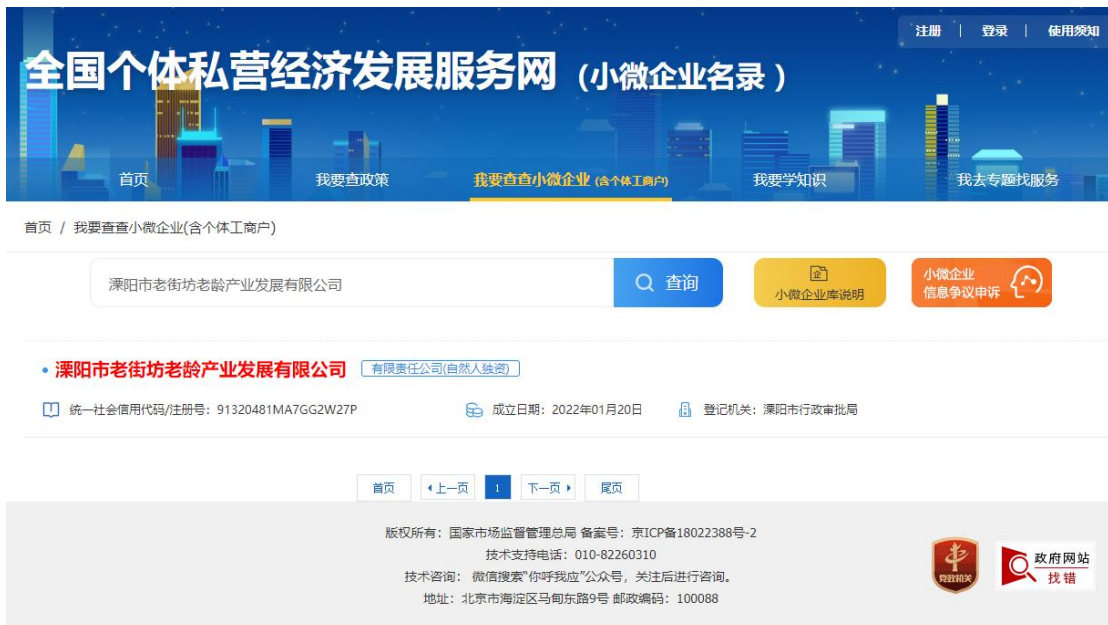 注册 | 登录 | 使用须知
全国个体私营经济发展服务网（小微企业名录）
首页 我要查政策 我要查查小微企业 (含个体工商户) 我要学知识 我去专题找服务
首页 / 我要查查小微企业(含个体工商户)
溧阳市老街坊老龄产业发展有限公司 查询 小微企业库说明 小微企业
信息争议申诉
溧阳市老街坊老龄产业发展有限公司 有限责任公司(自然人独资)
统一社会信用代码/注册号：91320481MA7GG2W27P 成立日期：2022年01月20日 登记机关：溧阳市行政审批局
首页 上一页 1 下一页 尾页
版权所有：国家市场监督管理总局 备案号：京ICP备18022388号-2
技术支持电话：010-82260310
技术咨询： 微信搜索“你呼我应”公众号，关注后进行咨询。
地址：北京市海淀区马甸东路9号 邮政编码：100088
党政机关
政府网站
找错